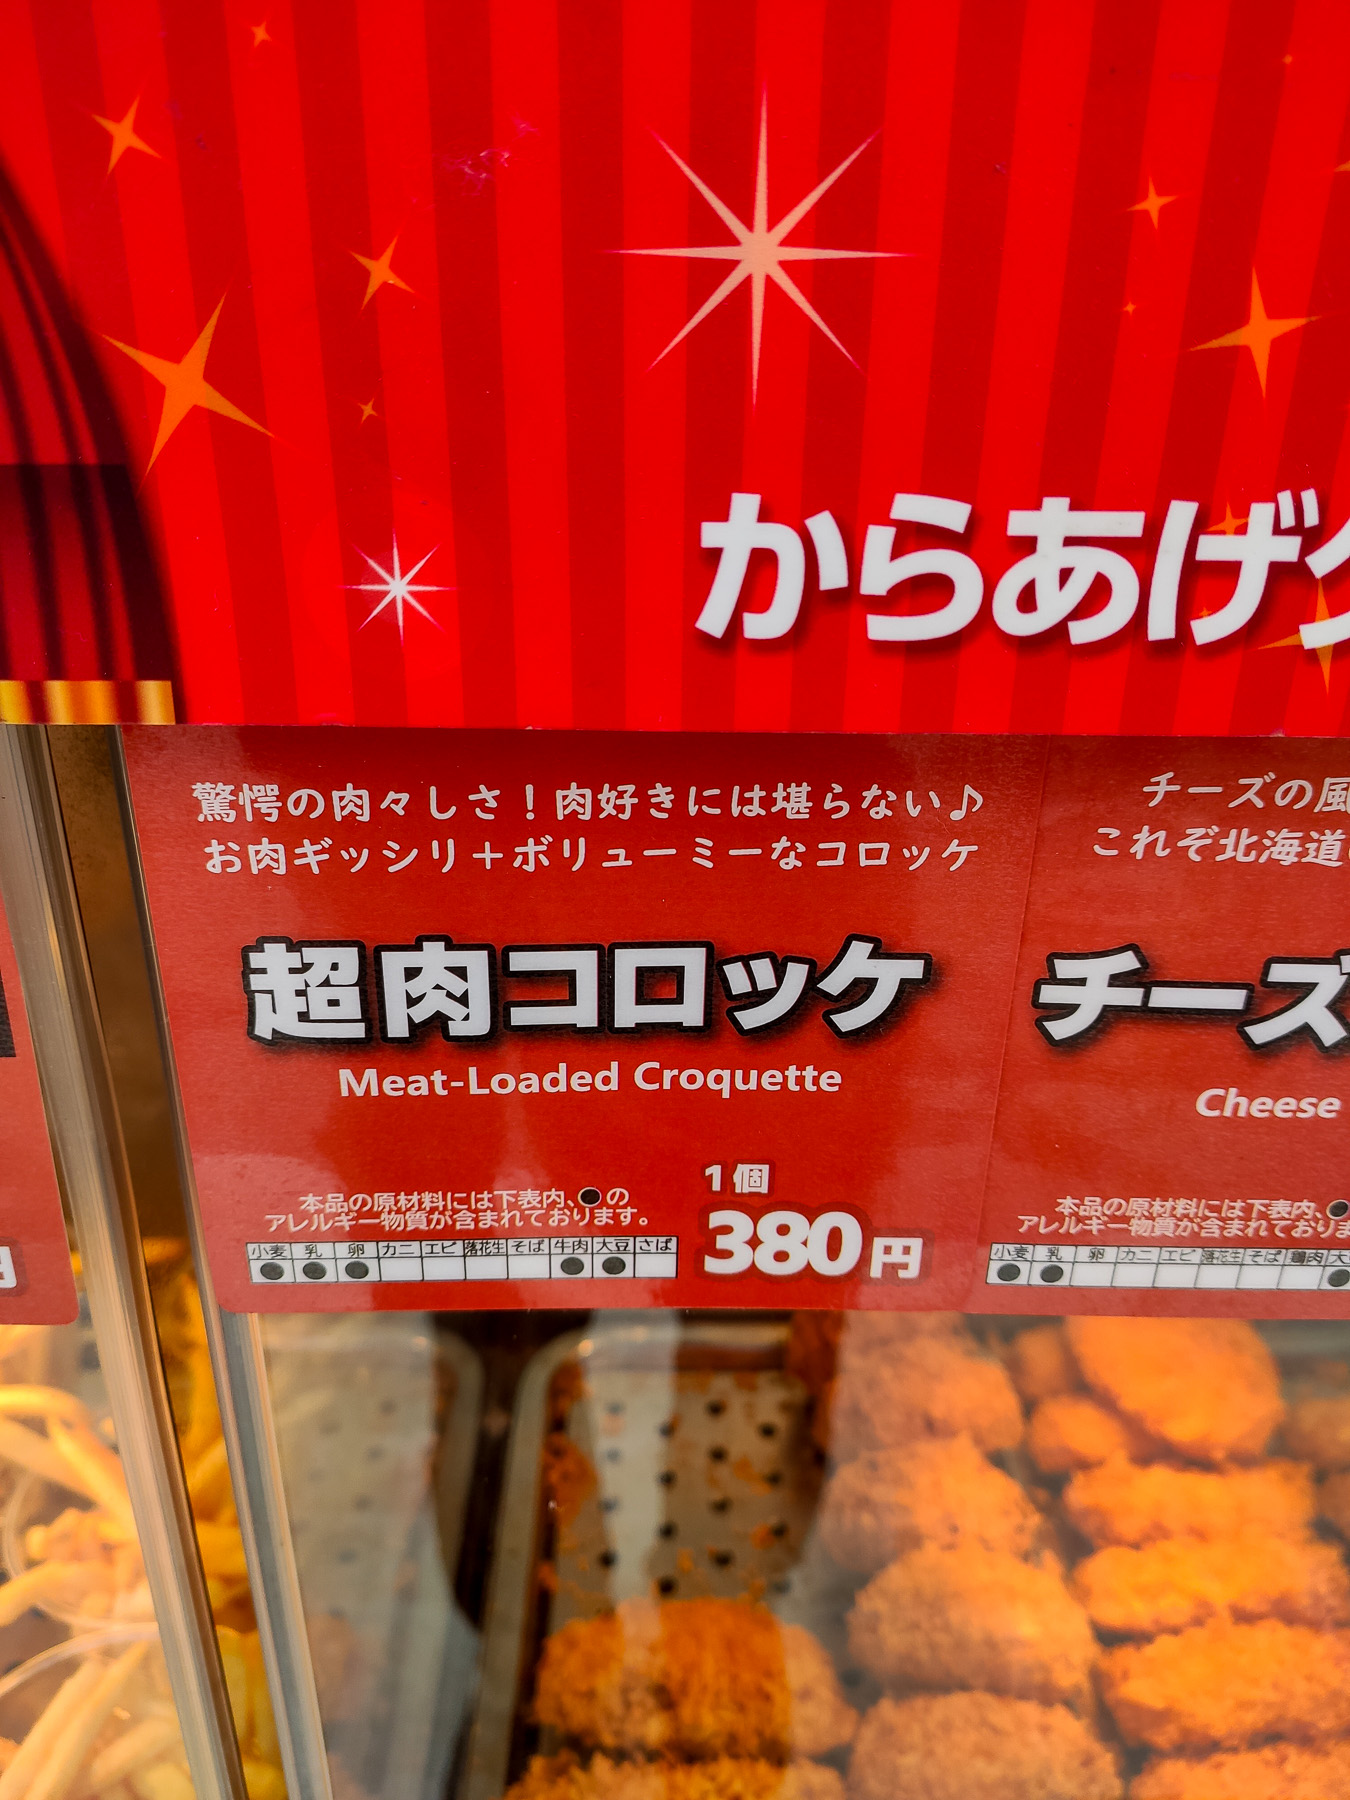 からあげ
驚愕の肉々しさ！肉好きには堪らない♪
お肉ギッシリ＋ボリューミーなコロッケ
超肉コロッケ
Meat-Loaded Croquette
1個
380円
本品の原材料には下表内、●の
アレルギー物質が含まれております。
小麦 乳 卵 カニ エビ 落花生 そば 牛肉 大豆 さば
● ● ● ● ●
チーズの風
これぞ北海道
チーズ
Cheese
本品の原材料には下表内、●
アレルギー物質が含まれておりま
小麦 乳 卵 カニ エビ 落花生 そば 鶏肉 大
● ● ●
円